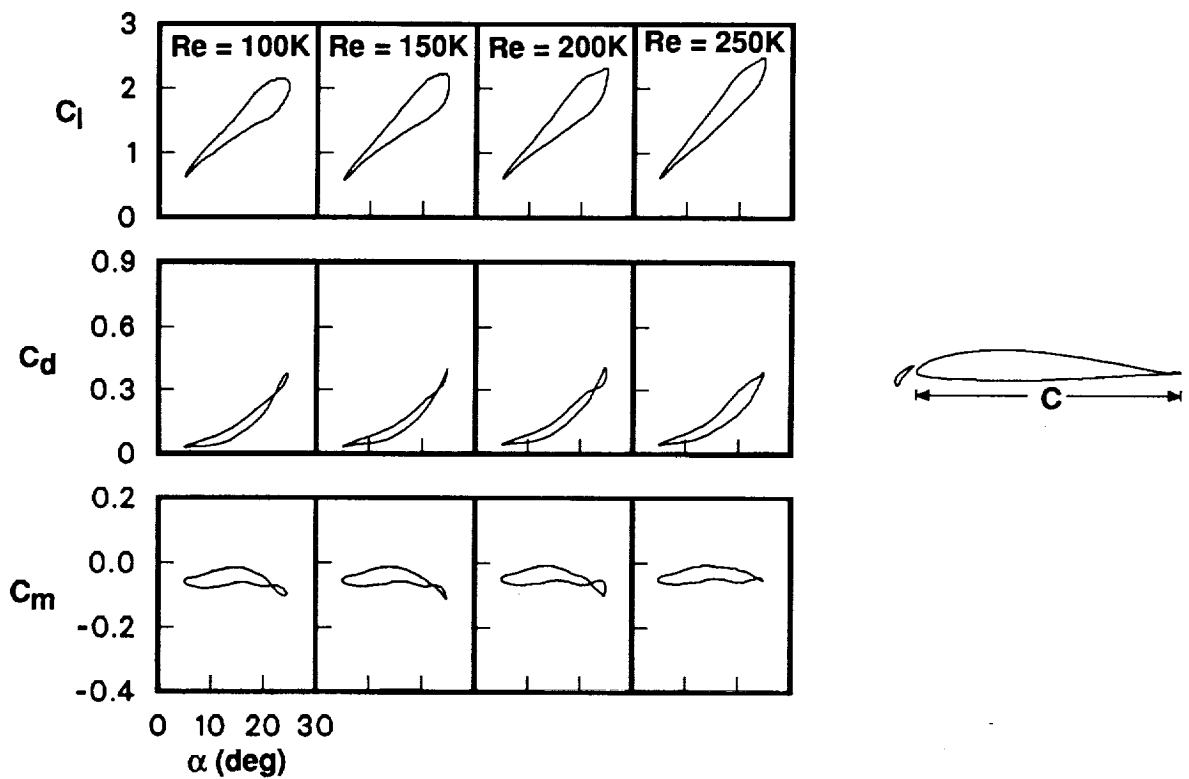 3
Re = 100K Re = 150K Re = 200K Re = 250K
2
Cl
1
0
0.9
0.6
Cd
0.3
C
0
0.2
0.0
Cm
-0.2
-0.4
0 10 20 30
α (deg)